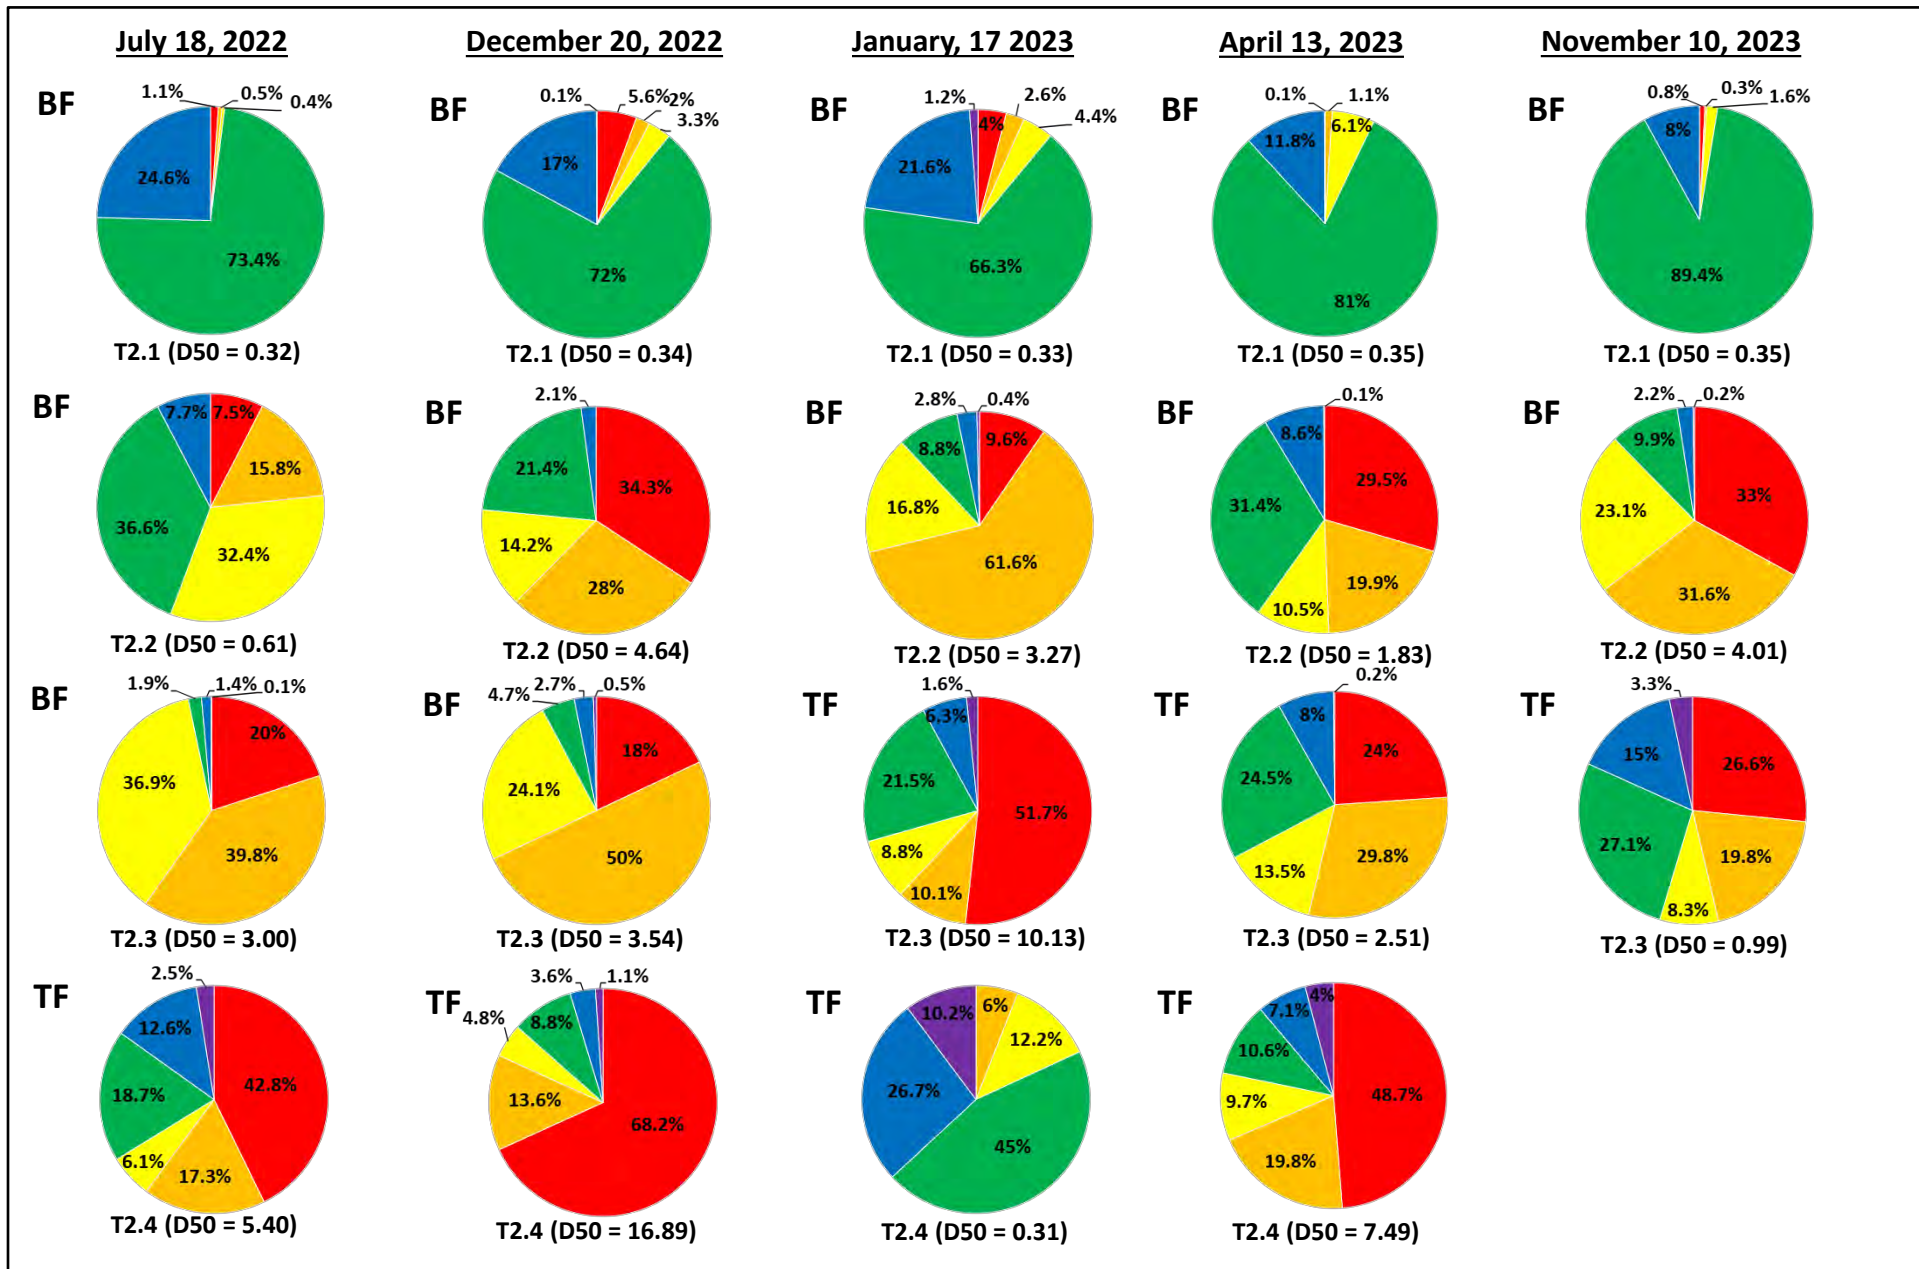 July 18, 2022
December 20, 2022
January, 17 2023
April 13, 2023
November 10, 2023
BF
1.1%
0.5%
0.4%
24.6%
73.4%
T2.1 (D50 = 0.32)
BF
0.1%
5.6%
2%
3.3%
17%
72%
T2.1 (D50 = 0.34)
BF
1.2%
4%
2.6%
4.4%
21.6%
66.3%
T2.1 (D50 = 0.33)
BF
0.1%
1.1%
6.1%
11.8%
81%
T2.1 (D50 = 0.35)
BF
0.8%
0.3%
1.6%
8%
89.4%
T2.1 (D50 = 0.35)
BF
7.7%
7.5%
15.8%
36.6%
32.4%
T2.2 (D50 = 0.61)
BF
2.1%
21.4%
34.3%
14.2%
28%
T2.2 (D50 = 4.64)
BF
2.8%
0.4%
8.8%
9.6%
16.8%
61.6%
T2.2 (D50 = 3.27)
BF
0.1%
8.6%
29.5%
31.4%
19.9%
10.5%
T2.2 (D50 = 1.83)
BF
2.2%
0.2%
9.9%
33%
23.1%
31.6%
T2.2 (D50 = 4.01)
BF
1.9%
1.4%
0.1%
20%
36.9%
39.8%
T2.3 (D50 = 3.00)
BF
4.7%
2.7%
0.5%
18%
24.1%
50%
T2.3 (D50 = 3.54)
TF
1.6%
6.3%
21.5%
51.7%
8.8%
10.1%
T2.3 (D50 = 10.13)
TF
0.2%
8%
24%
24.5%
13.5%
29.8%
T2.3 (D50 = 2.51)
TF
3.3%
15%
26.6%
27.1%
19.8%
8.3%
T2.3 (D50 = 0.99)
TF
2.5%
12.6%
42.8%
18.7%
6.1%
17.3%
T2.4 (D50 = 5.40)
TF
3.6%
1.1%
4.8%
8.8%
13.6%
68.2%
T2.4 (D50 = 16.89)
TF
10.2%
6%
12.2%
26.7%
45%
T2.4 (D50 = 0.31)
TF
4%
7.1%
10.6%
9.7%
48.7%
19.8%
T2.4 (D50 = 7.49)